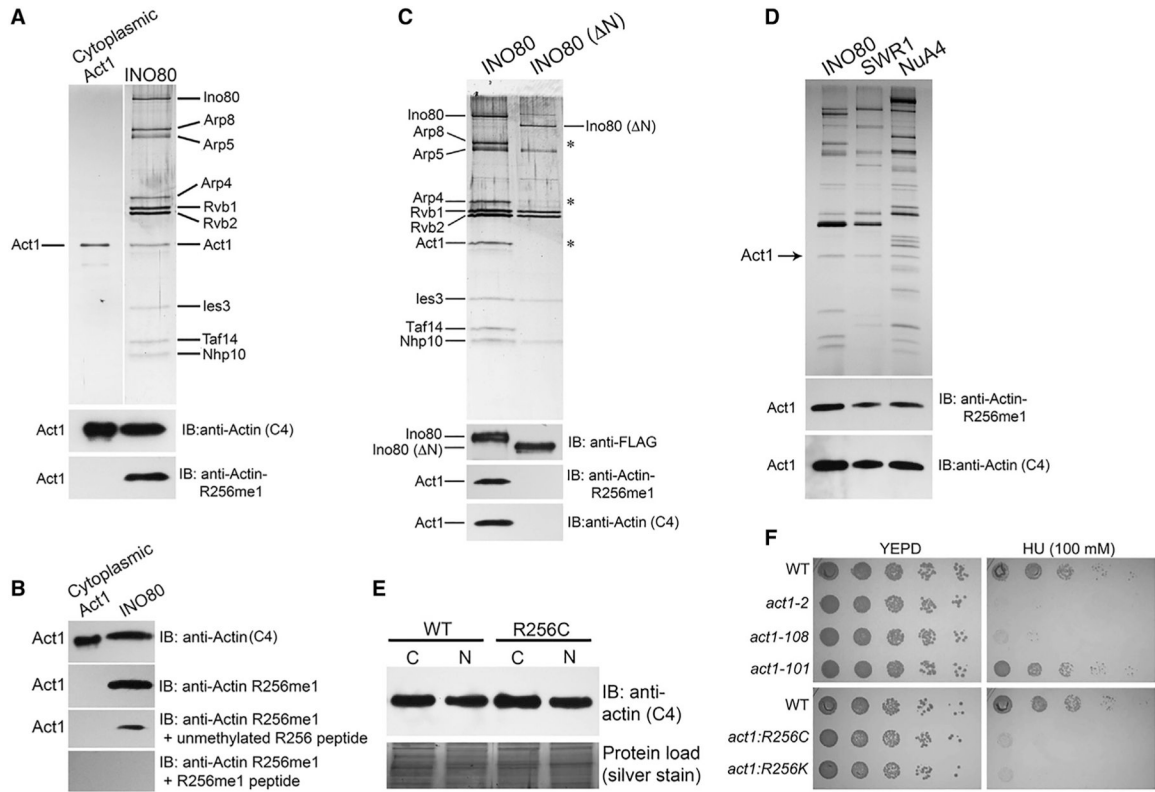 A
Cytoplasmic
Act1
INO80
Ino80
Arp8
Arp5
Arp4
Rvb1
Rvb2
Act1
Act1
Ies3
Taf14
Nhp10
Act1
IB:anti-Actin (C4)
Act1
IB: anti-Actin-
R256me1
B
Cytoplasmic
Act1
INO80
Act1
IB: anti-Actin(C4)
Act1
IB: anti-Actin R256me1
Act1
IB: anti-Actin R256me1
+ unmethylated R256 peptide
IB: anti-Actin R256me1
+ R256me1 peptide
C
INO80
INO80 (ΔN)
Ino80
Ino80 (ΔN)
Arp8
*
Arp5
Arp4
*
Rvb1
Rvb2
Act1
*
Ies3
Taf14
Nhp10
Ino80
Ino80 (ΔN)
IB: anti-FLAG
Act1
IB: anti-Actin-
R256me1
Act1
IB:anti-Actin (C4)
D
INO80
SWR1
NuA4
Act1
Act1
IB: anti-Actin-
R256me1
Act1
IB:anti-Actin (C4)
E
WT R256C
C N C N
IB: anti-
actin (C4)
Protein load
(silver stain)
F
YEPD HU (100 mM)
WT
act1-2
act1-108
act1-101
WT
act1:R256C
act1:R256K